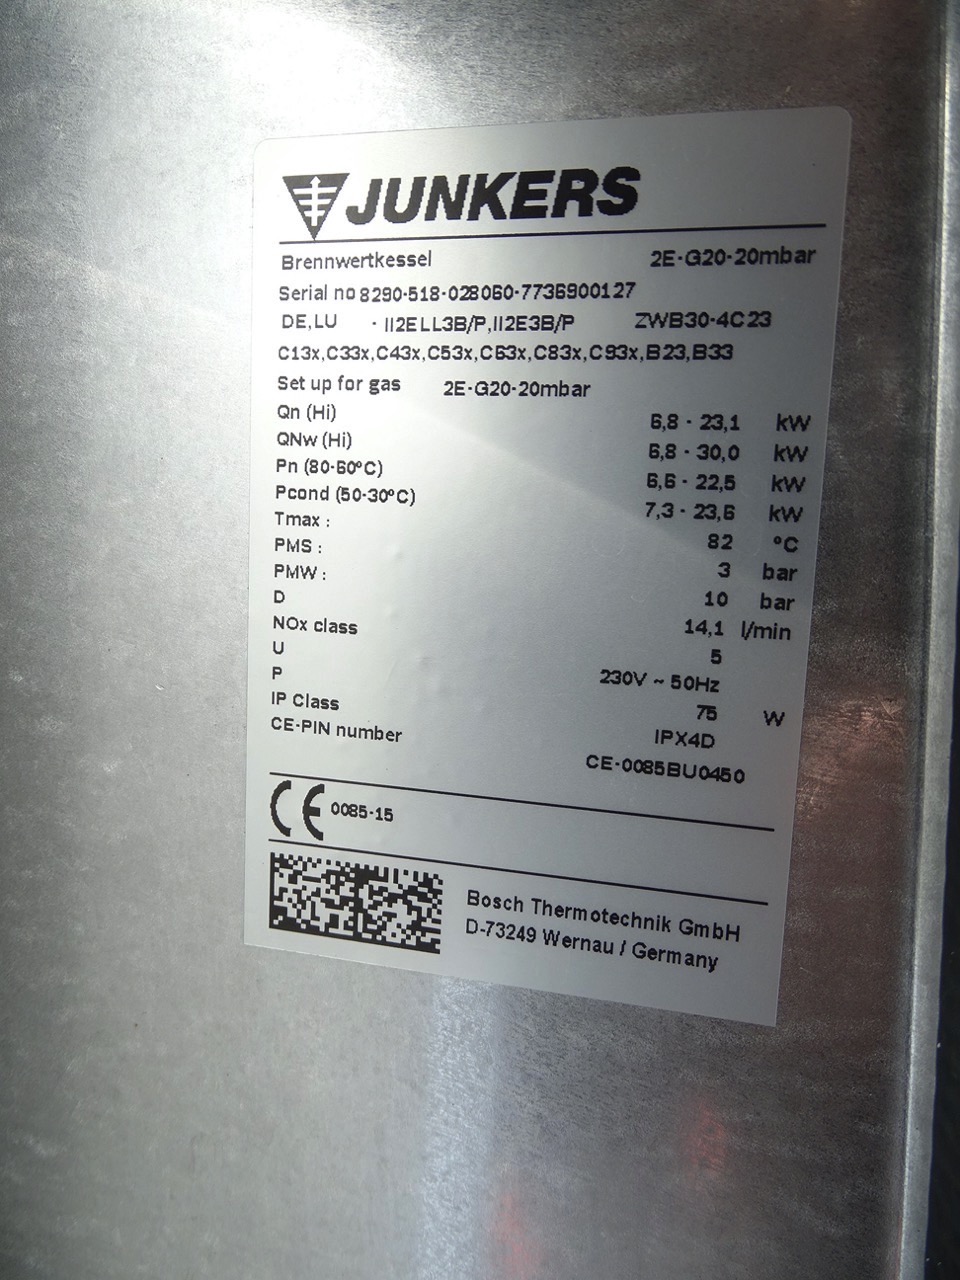 JUNKERS
Brennwertkessel 2E-G20-20mbar
Serial no 8290-518-028060-7736900127
DE,LU - II2ELL3B/P,II2E3B/P ZWB30-4C23
C13x,C33x,C43x,C53x,C63x,C83x,C93x,B23,B33
Set up for gas 2E-G20-20mbar
Qn (Hi) 6,8 - 23,1 kW
QNw (Hi) 6,8 - 30,0 kW
Pn (80-60°C) 6,6 - 22,5 kW
Pcond (50-30°C) 7,3 - 23,6 kW
Tmax : 82 °C
PMS : 3 bar
PMW : 10 bar
D 14,1 l/min
NOx class 5
U 230V ~ 50Hz
P 75 W
IP Class IPX4D
CE-PIN number CE-0085BU0450
CE 0085-15
Bosch Thermotechnik GmbH
D-73249 Wernau / Germany